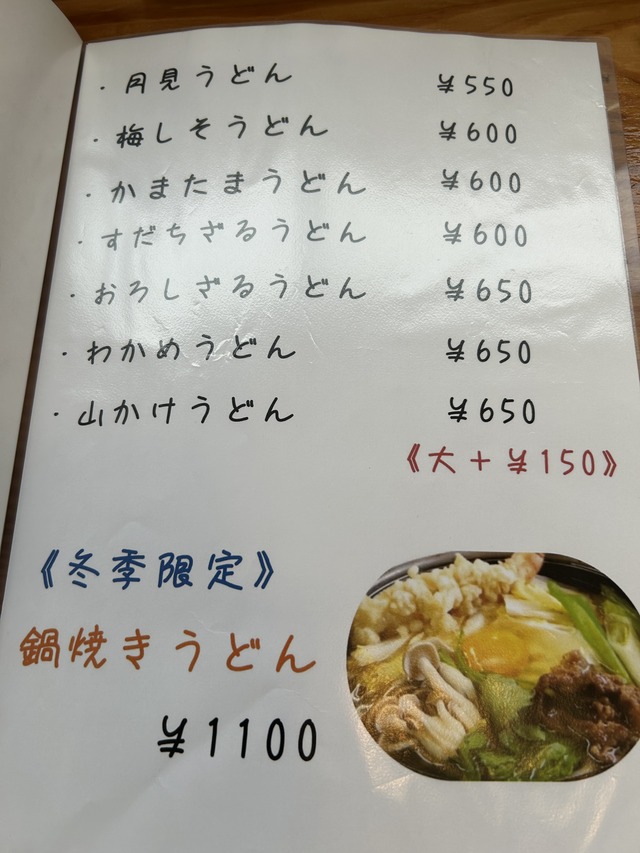 ・月見うどん ¥550
・梅しそうどん ¥600
・かまたまうどん ¥600
・すだちざるうどん ¥600
・おろしざるうどん ¥650
・わかめうどん ¥650
・山かけうどん ¥650
《大+¥150》
《冬季限定》
鍋焼きうどん
¥1100